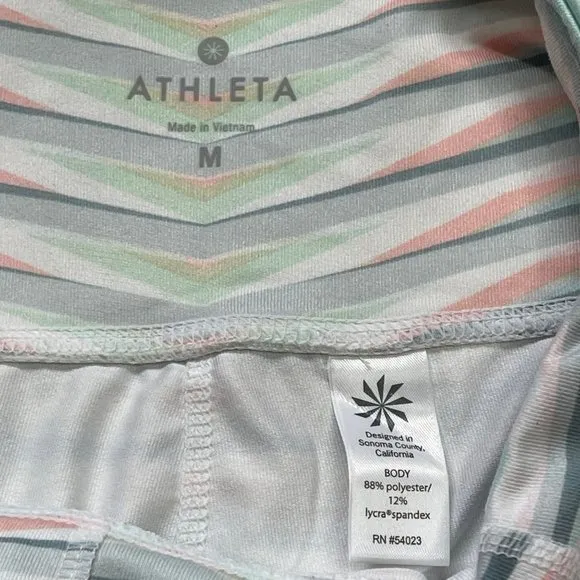 ATHLETA
Made in Vietnam
M
Designed in
Sonoma County,
California
BODY
88% polyester/
12%
lycra®spandex
RN #54023